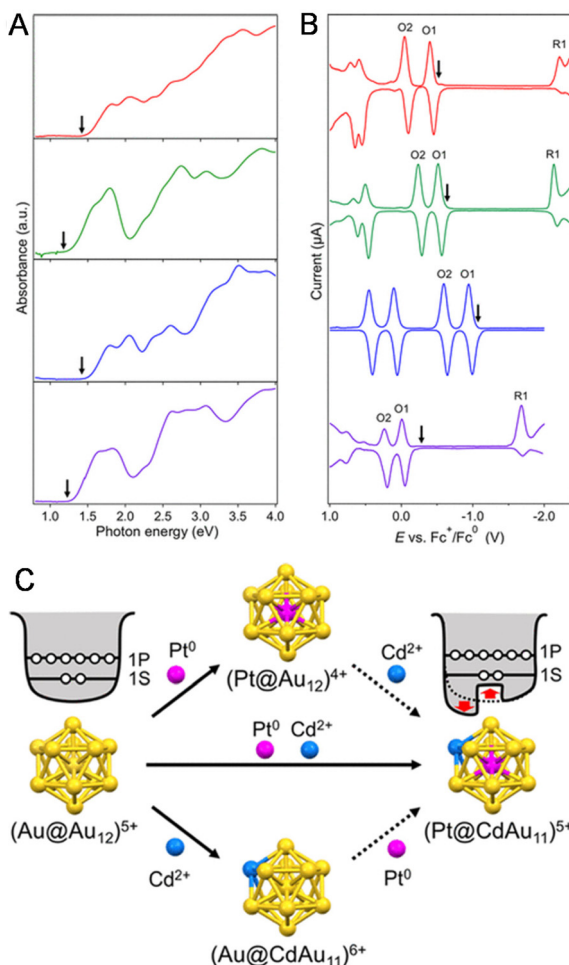 A
Absorbance (a.u.)
1.0 1.5 2.0 2.5 3.0 3.5 4.0
Photon energy (eV)
B
Current (μA)
O2 O1 R1
O2 O1 R1
O2 O1
O2 O1 R1
1.0 0.0 -1.0 -2.0
E vs. Fc⁺/Fc⁰ (V)
C
1P
1S
Pt⁰
(Pt@Au₁₂)⁴⁺
Cd²⁺
1P
1S
Pt⁰ Cd²⁺
(Au@Au₁₂)⁵⁺
(Pt@CdAu₁₁)⁵⁺
Cd²⁺
Pt⁰
(Au@CdAu₁₁)⁶⁺